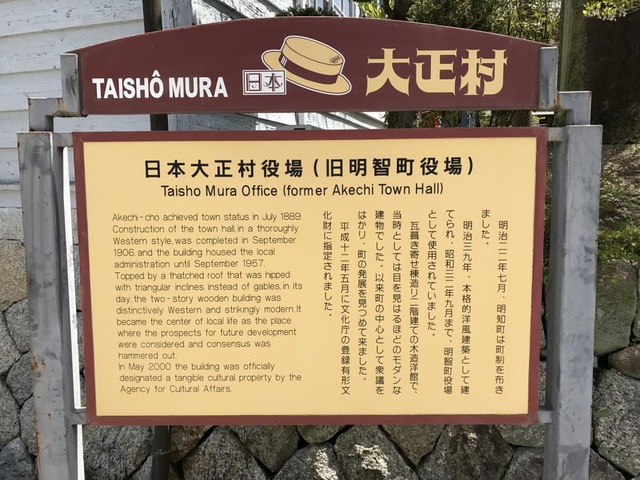 TAISHÔ MURA 日本 大正村
日本大正村役場（旧明智町役場）
Taisho Mura Office (former Akechi Town Hall)
Akechi-cho achieved town status in July 1889.
Construction of the town hall, in a thoroughly
Western style, was completed in September
1906. and the building housed the local
administration until September 1957.
Topped by a thatched roof that was hipped
with triangular inclines instead of gables, in its
day, the two-story wooden building was
distinctively Western and strikingly modern. It
became the center of local life as the place
where the prospects for future development
were considered and consensus was
hammered out.
In May 2000 the building was officially
designated a tangible cultural property by the
Agency for Cultural Affairs.
明治二二年七月、明知町は町制を布き
ました。
明治三九年、本格的洋風建築として建
てられ、昭和三二年九月まで、明智町役場
として使用されていました。
瓦葺き寄せ棟造り二階建ての木造洋館で、
当時としては目を見はるほどのモダンな
建物でした。以来町の中心として衆議を
はかり、町の発展を見つめて来ました。
平成十二年五月に文化庁の登録有形文
化財に指定されました。